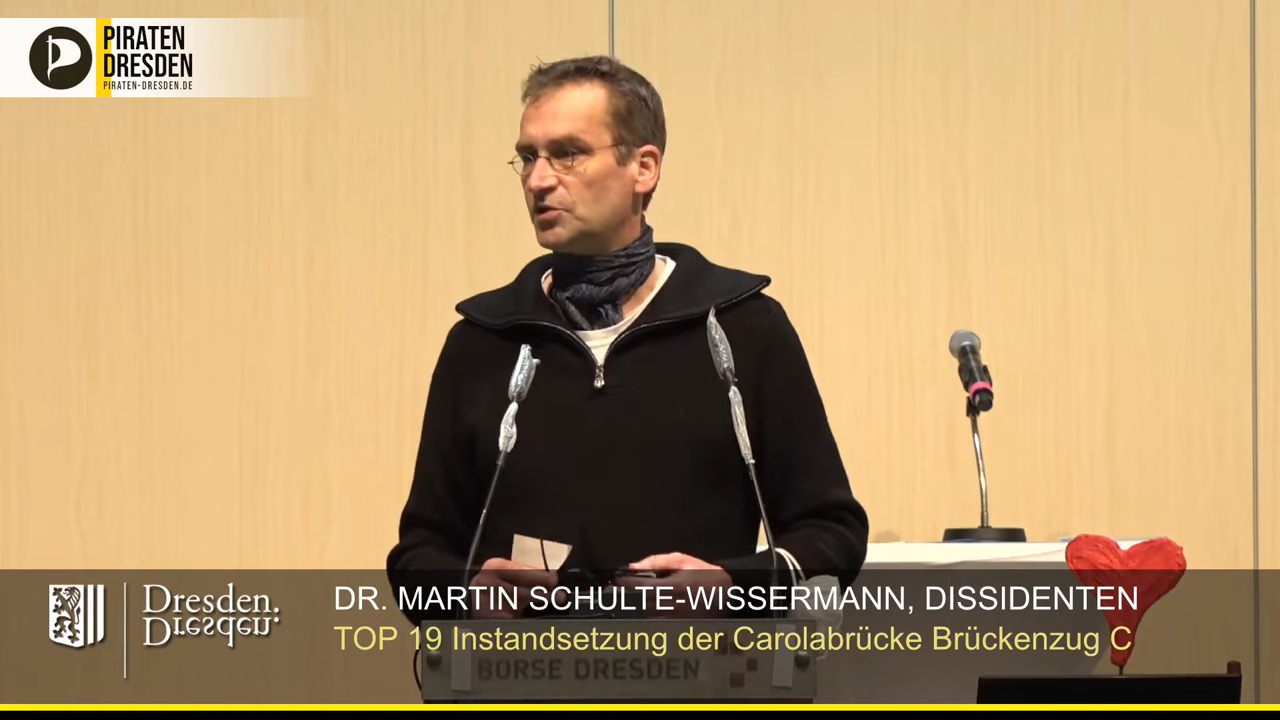 PIRATEN
DRESDEN
PIRATEN-DRESDEN.DE
Dresden.
Dresden.
DR. MARTIN SCHULTE-WISSERMANN, DISSIDENTEN
TOP 19 Instandsetzung der Carolabrücke Brückenzug C
BÖRSE DRESDEN